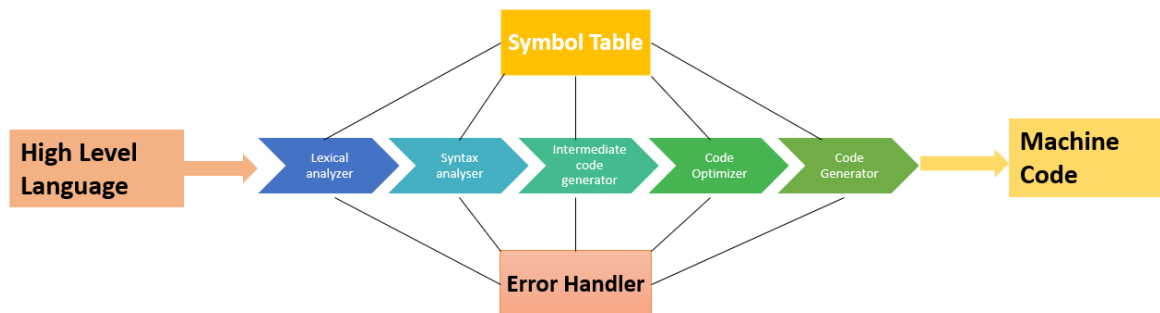 Symbol Table
High Level
Language
Lexical
analyzer
Syntax
analyser
Intermediate
code
generator
Code
Optimizer
Code
Generator
Machine
Code
Error Handler